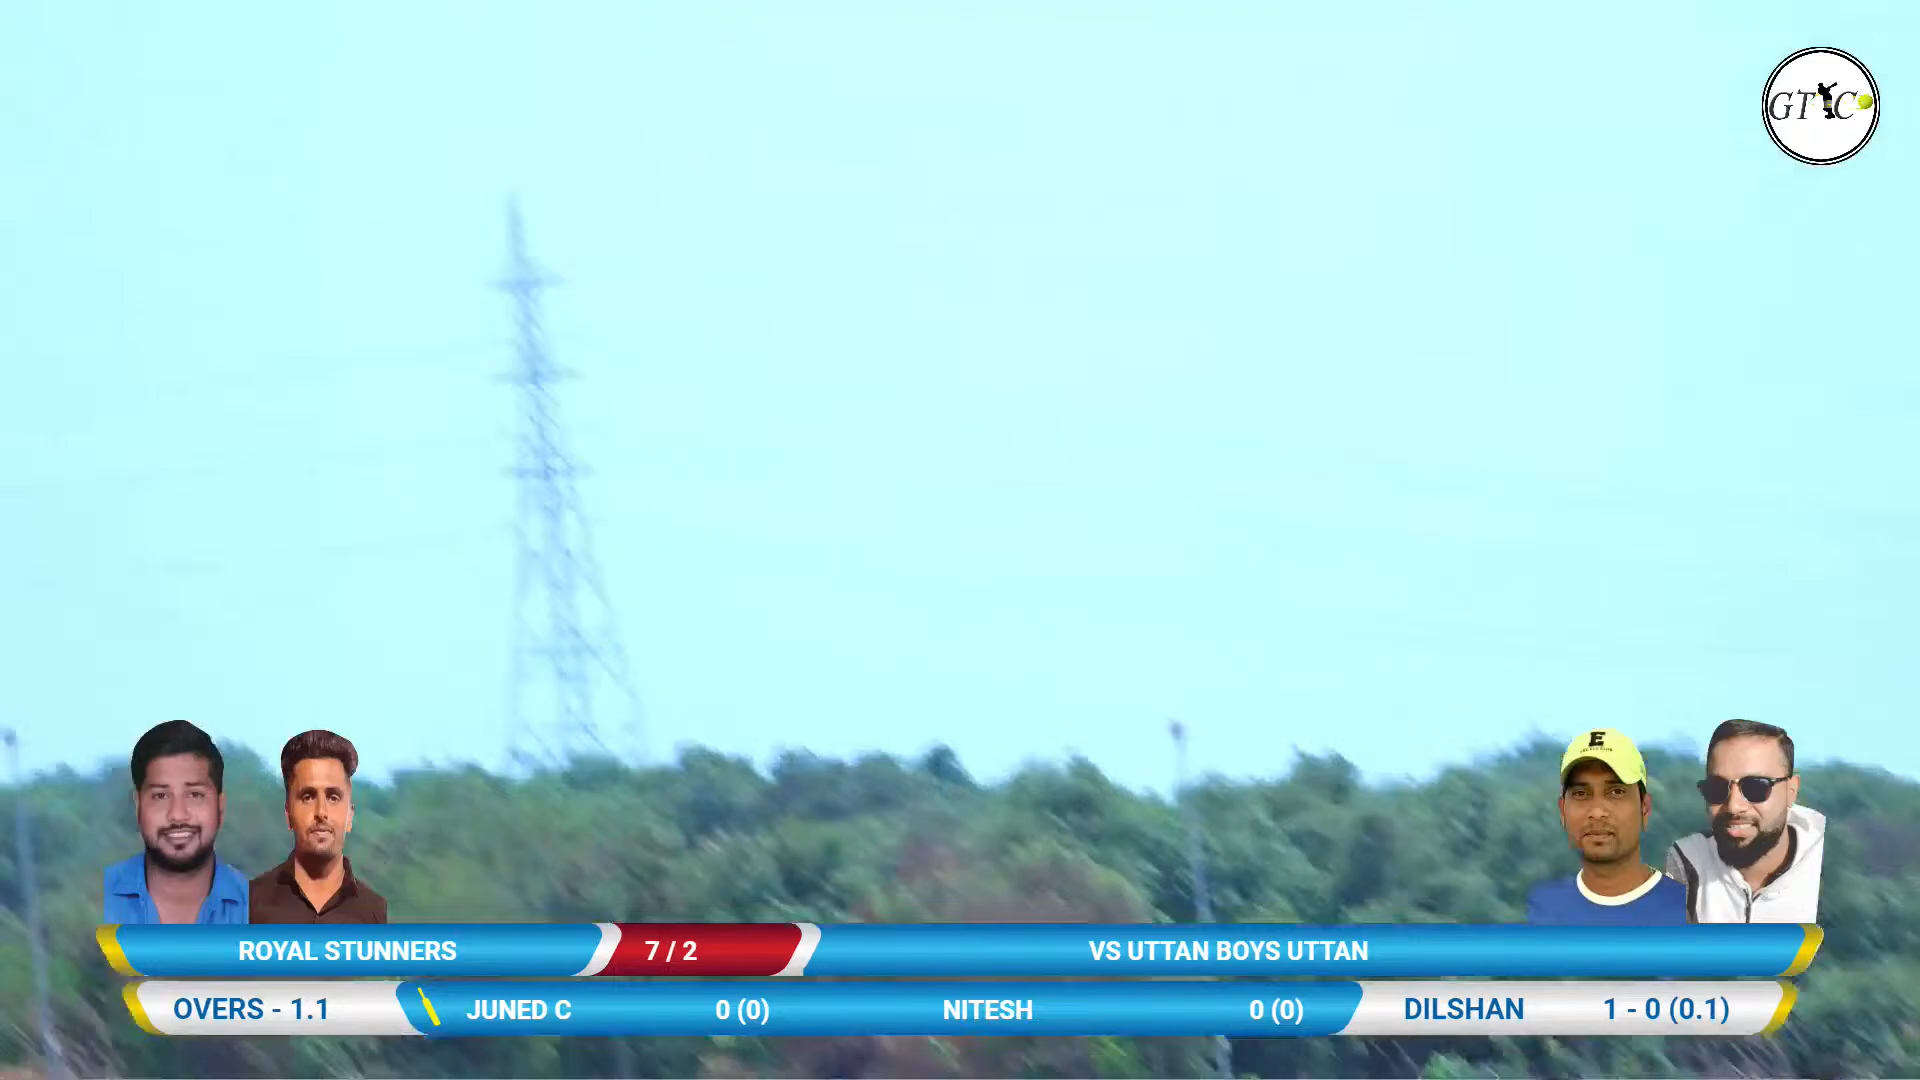 GTCC
E
ROYAL STUNNERS 7 / 2 VS UTTAN BOYS UTTAN
OVERS - 1.1 JUNED C 0 (0) NITESH 0 (0) DILSHAN 1 - 0 (0.1)